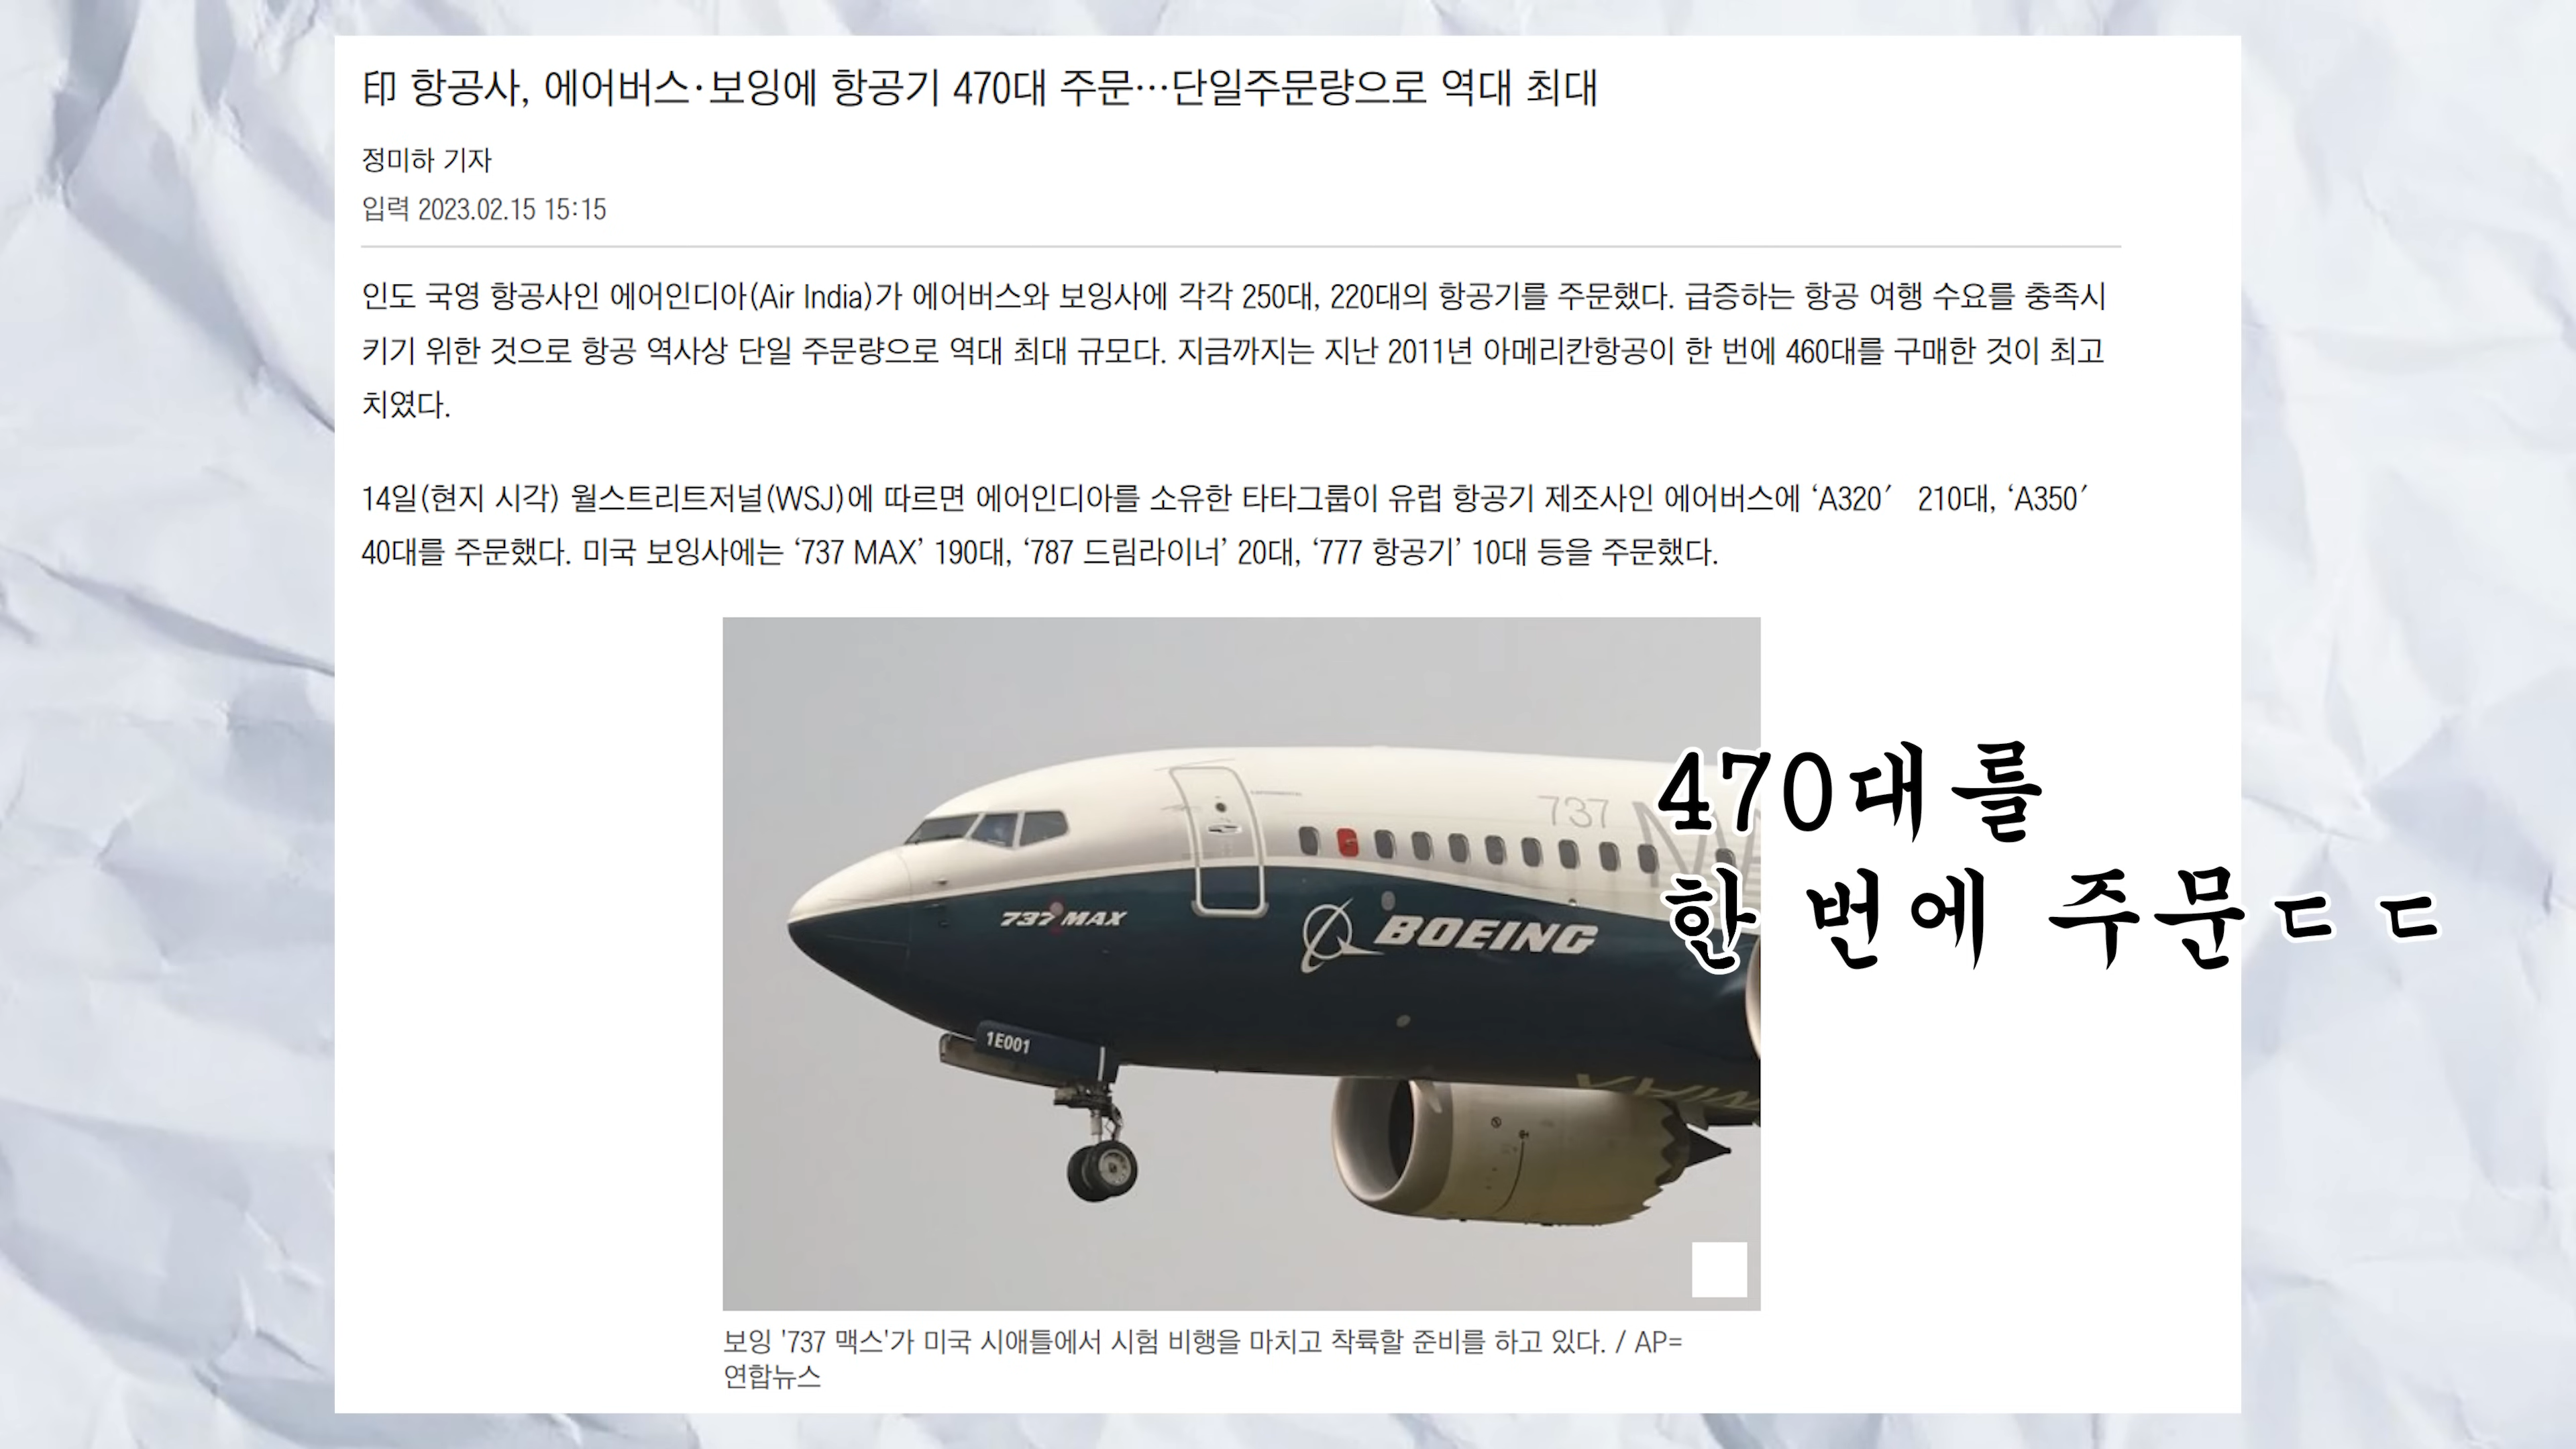 印 항공사, 에어버스·보잉에 항공기 470대 주문…단일주문량으로 역대 최대
정미하 기자
입력 2023.02.15 15:15
인도 국영 항공사인 에어인디아(Air India)가 에어버스와 보잉사에 각각 250대, 220대의 항공기를 주문했다. 급증하는 항공 여행 수요를 충족시
키기 위한 것으로 항공 역사상 단일 주문량으로 역대 최대 규모다. 지금까지는 지난 2011년 아메리칸항공이 한 번에 460대를 구매한 것이 최고
치였다.
14일(현지 시각) 월스트리트저널(WSJ)에 따르면 에어인디아를 소유한 타타그룹이 유럽 항공기 제조사인 에어버스에 ‘A320′ 210대, ‘A350′
40대를 주문했다. 미국 보잉사에는 ‘737 MAX’ 190대, ‘787 드림라이너’ 20대, ‘777 항공기’ 10대 등을 주문했다.
737
470대를
한 번에 주문ㄷㄷ
737 MAX
BOEING
1E001
보잉 '737 맥스'가 미국 시애틀에서 시험 비행을 마치고 착륙할 준비를 하고 있다. / AP=
연합뉴스